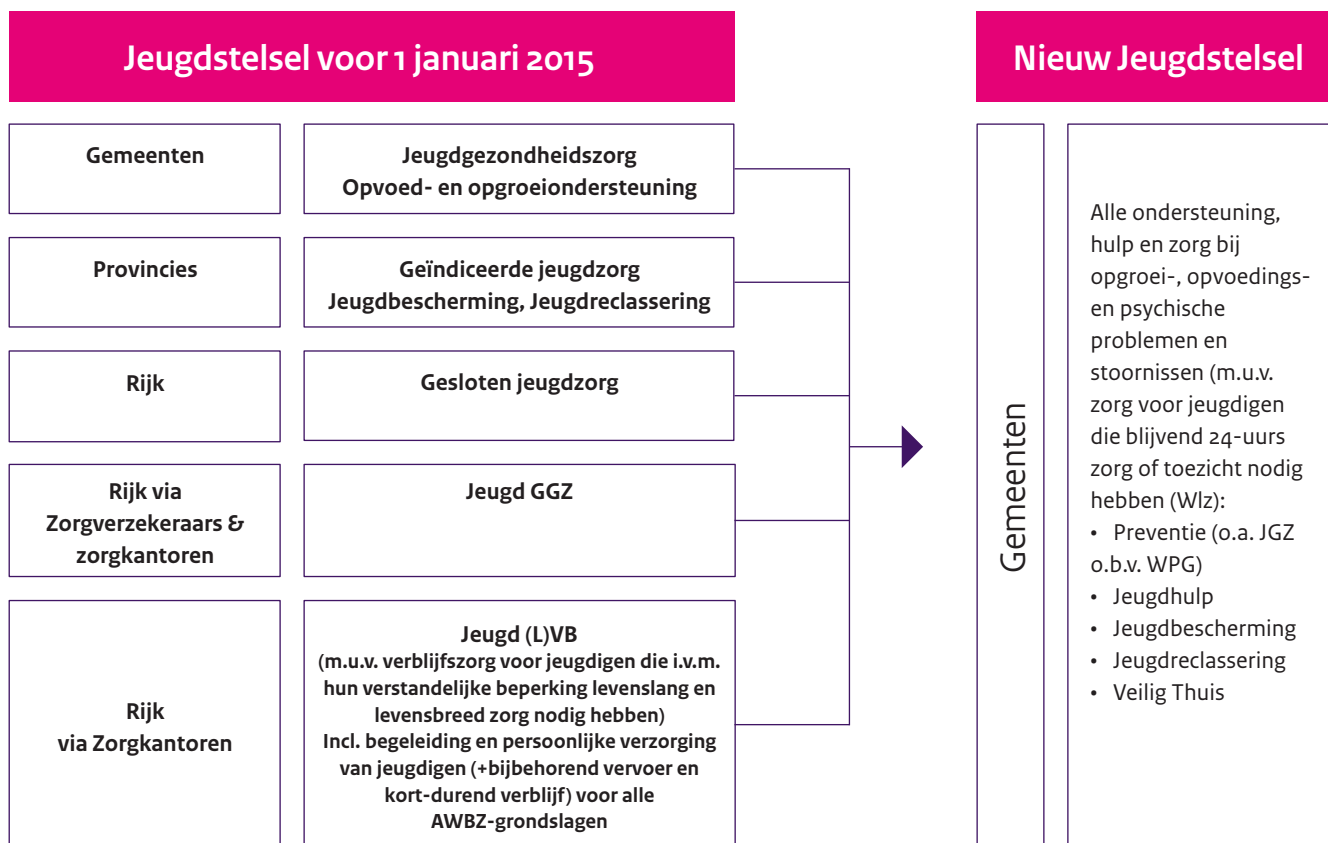 Jeugdstelsel voor 1 januari 2015
Nieuw Jeugdstelsel
Gemeenten
Jeugdgezondheidszorg
Opvoed- en opgroeiondersteuning
Provincies
Geïndiceerde jeugdzorg
Jeugdbescherming, Jeugdreclassering
Rijk
Gesloten jeugdzorg
Rijk via
Zorgverzekeraars &
zorgkantoren
Jeugd GGZ
Rijk
via Zorgkantoren
Jeugd (L)VB
(m.u.v. verblijfszorg voor jeugdigen die i.v.m.
hun verstandelijke beperking levenslang en
levensbreed zorg nodig hebben)
Incl. begeleiding en persoonlijke verzorging
van jeugdigen (+bijbehorend vervoer en
kort-durend verblijf) voor alle
AWBZ-grondslagen
Gemeenten
Alle ondersteuning,
hulp en zorg bij
opgroei-, opvoedings-
en psychische
problemen en
stoornissen (m.u.v.
zorg voor jeugdigen
die blijvend 24-uurs
zorg of toezicht nodig
hebben (Wlz):
• Preventie (o.a. JGZ
o.b.v. WPG)
• Jeugdhulp
• Jeugdbescherming
• Jeugdreclassering
• Veilig Thuis